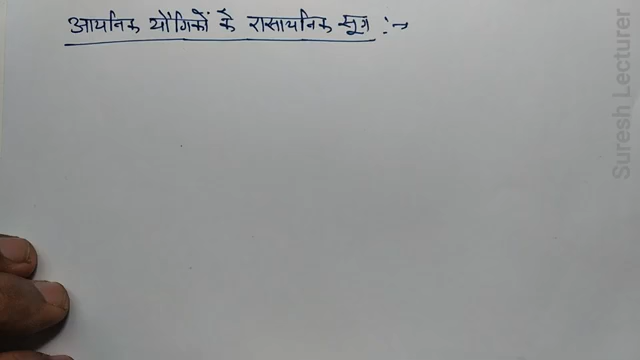 आयनिक यौगिकों के रासायनिक सूत्र :→
Suresh Lecturer